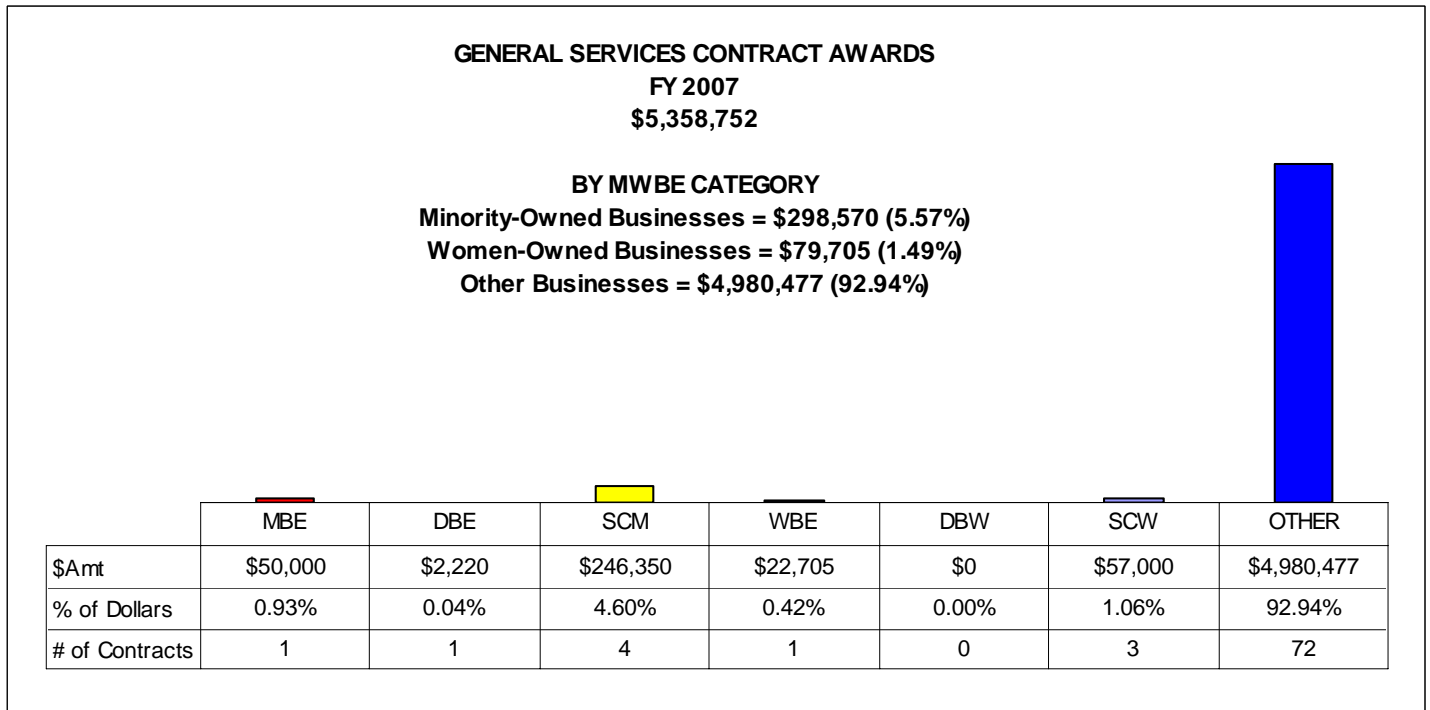 GENERAL SERVICES CONTRACT AWARDS
FY 2007
$5,358,752
BY MWBE CATEGORY
Minority-Owned Businesses = $298,570 (5.57%)
Women-Owned Businesses = $79,705 (1.49%)
Other Businesses = $4,980,477 (92.94%)
MBE DBE SCM WBE DBW SCW OTHER
$Amt $50,000 $2,220 $246,350 $22,705 $0 $57,000 $4,980,477
% of Dollars 0.93% 0.04% 4.60% 0.42% 0.00% 1.06% 92.94%
# of Contracts 1 1 4 1 0 3 72